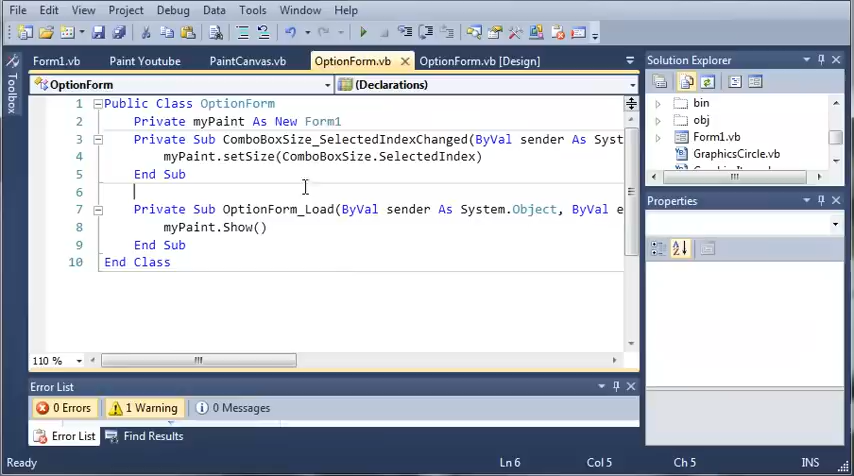 File Edit View Project Debug Data Tools Window Help
Form1.vb Paint Youtube PaintCanvas.vb OptionForm.vb OptionForm.vb [Design]
OptionForm (Declarations)
Toolbox
1 Public Class OptionForm
2 Private myPaint As New Form1
3 Private Sub ComboBoxSize_SelectedIndexChanged(ByVal sender As Syst
4 myPaint.setSize(ComboBoxSize.SelectedIndex)
5 End Sub
6
7 Private Sub OptionForm_Load(ByVal sender As System.Object, ByVal e
8 myPaint.Show()
9 End Sub
10 End Class
110 %
Solution Explorer
bin
obj
Form1.vb
GraphicsCircle.vb
Properties
Error List
0 Errors 1 Warning 0 Messages
Error List Find Results
Ready Ln 6 Col 5 Ch 5 INS